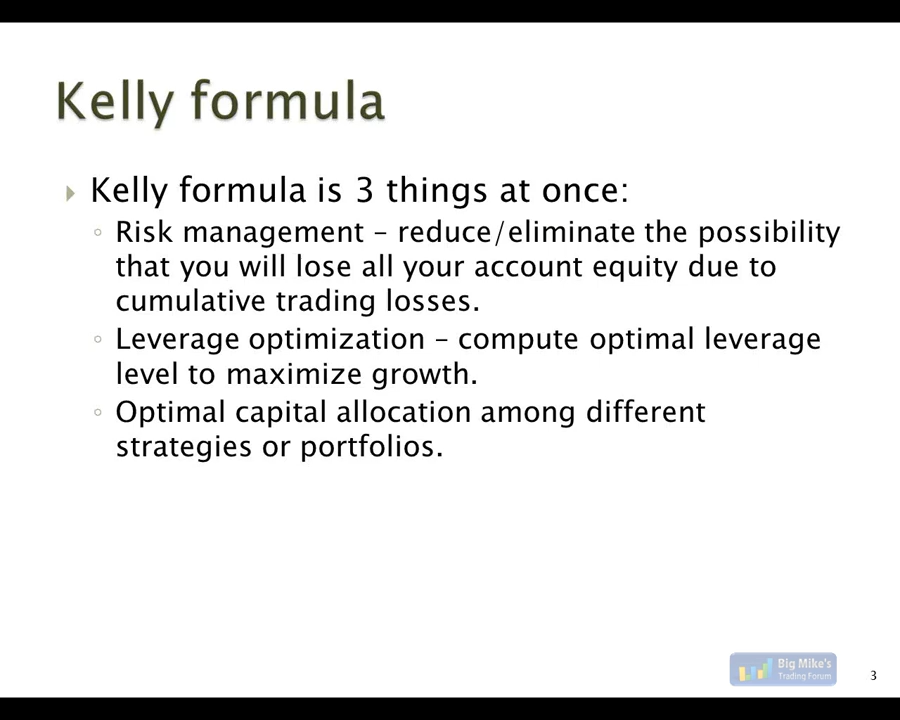 Kelly formula
Kelly formula is 3 things at once:
Risk management – reduce/eliminate the possibility
that you will lose all your account equity due to
cumulative trading losses.
Leverage optimization – compute optimal leverage
level to maximize growth.
Optimal capital allocation among different
strategies or portfolios.
Big Mike's
Trading Forum
3